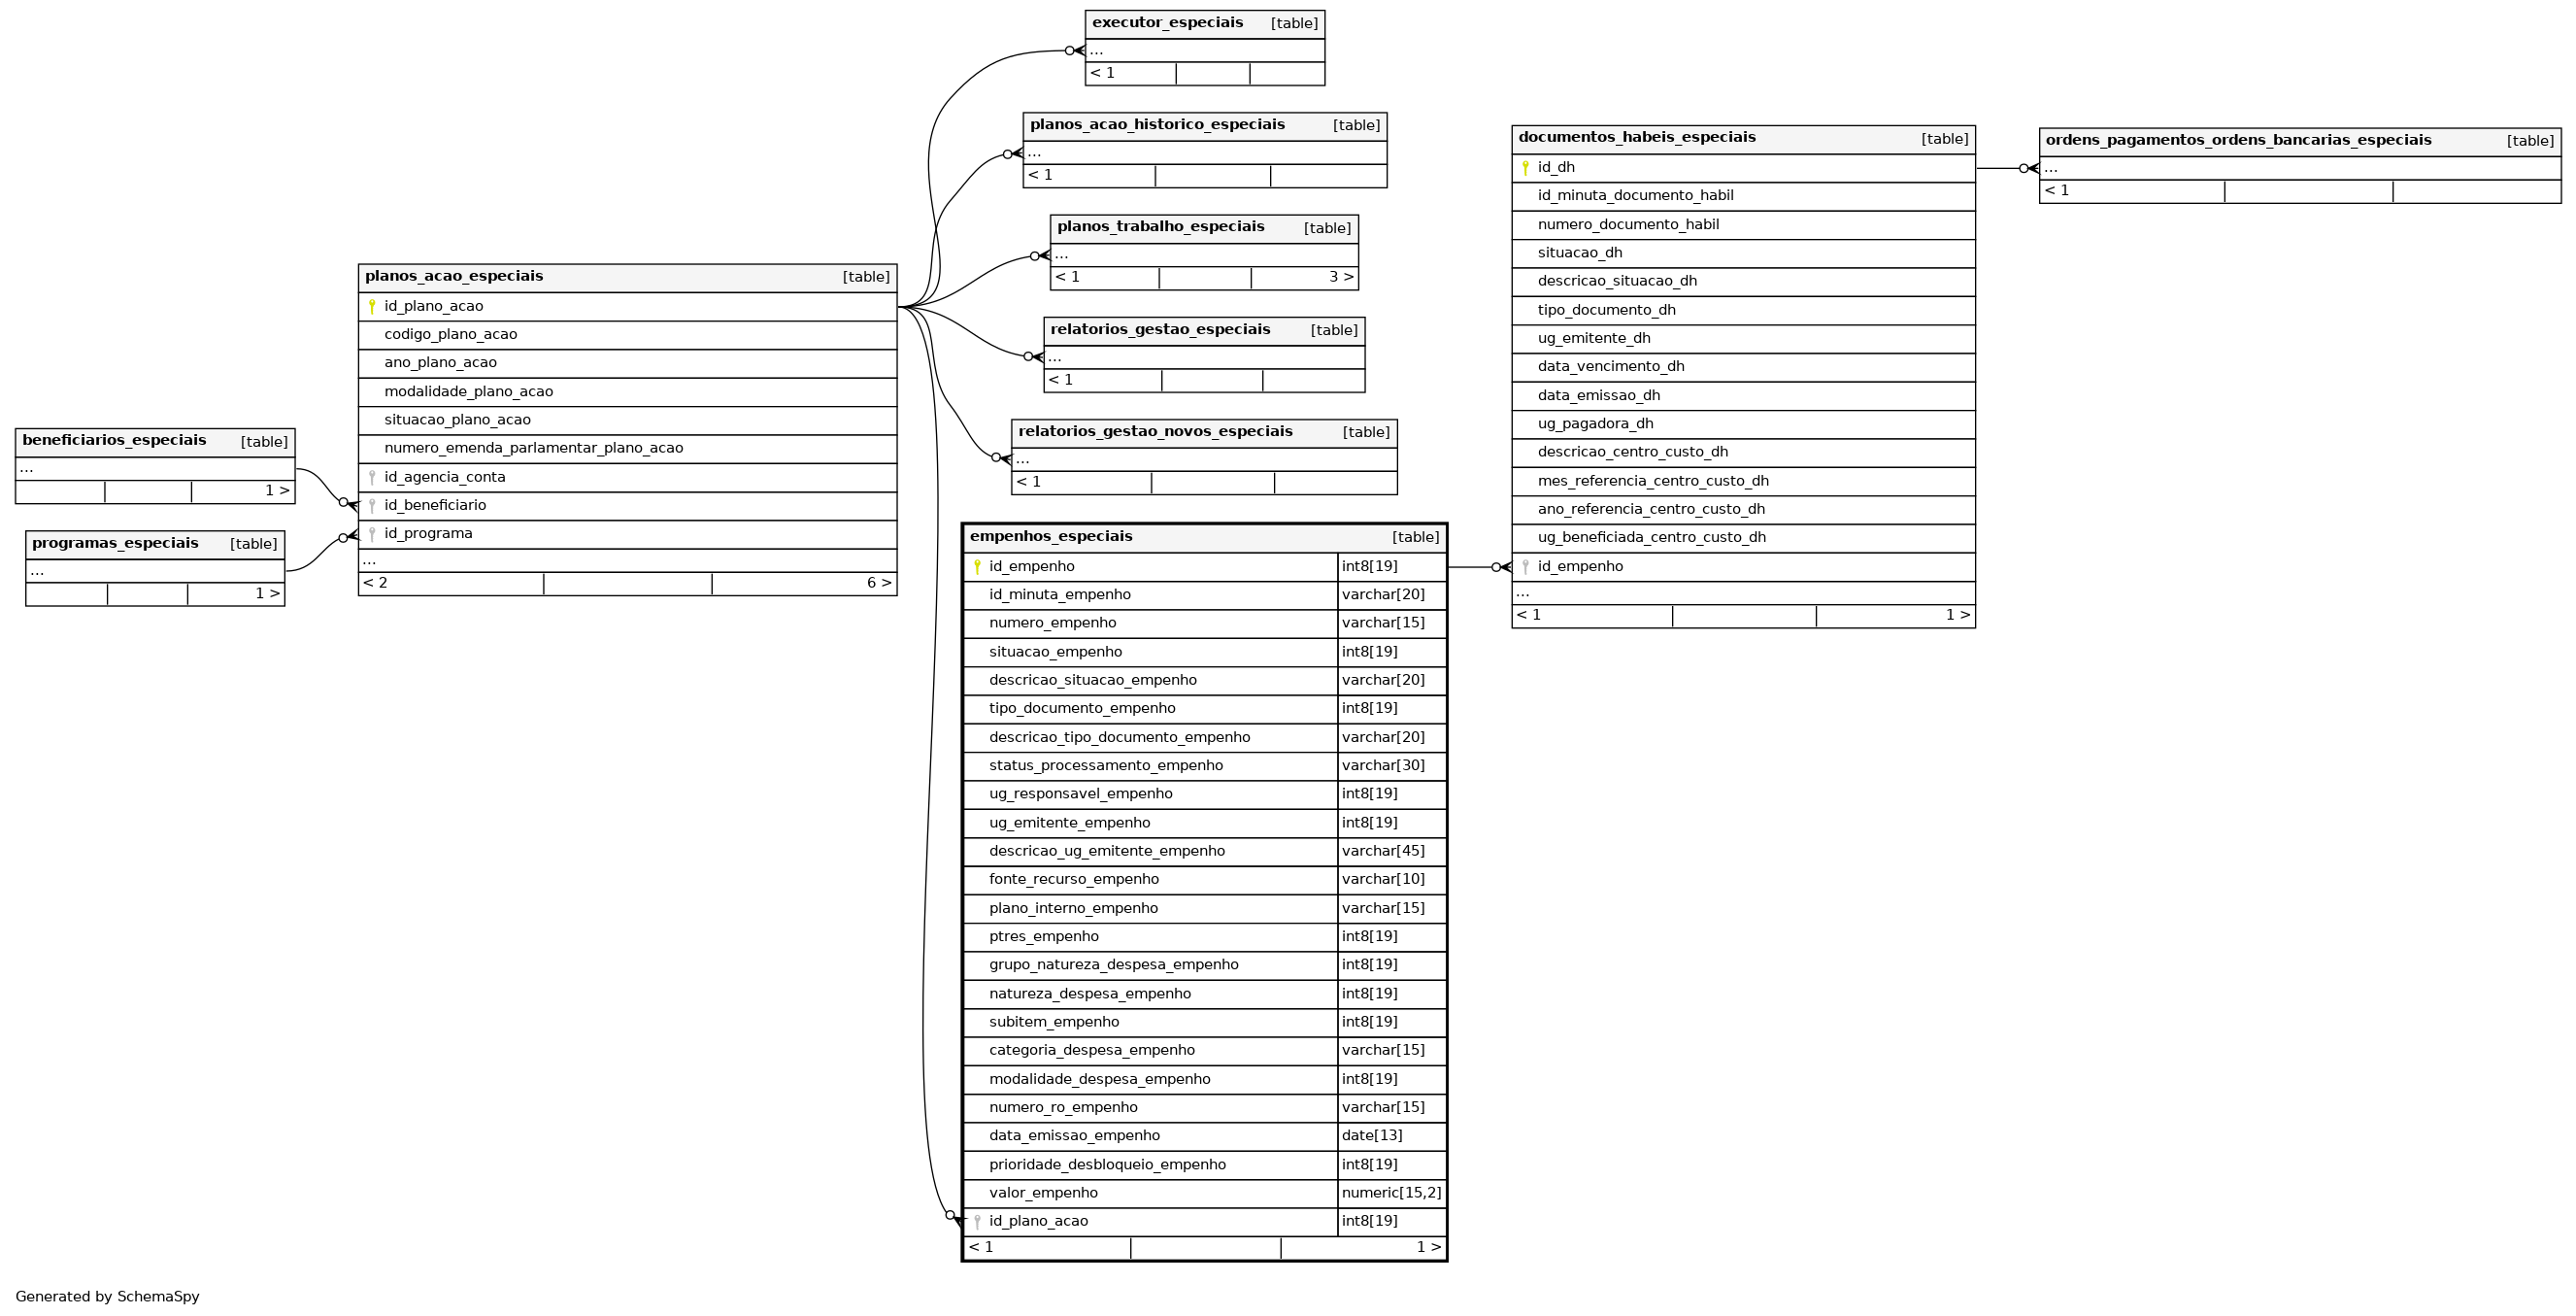 executor_especiais [table]
...
< 1
planos_acao_historico_especiais [table]
...
< 1
planos_trabalho_especiais [table]
...
< 1 3 >
relatorios_gestao_especiais [table]
...
< 1
relatorios_gestao_novos_especiais [table]
...
< 1
beneficiarios_especiais [table]
...
1 >
programas_especiais [table]
...
1 >
planos_acao_especiais [table]
id_plano_acao
codigo_plano_acao
ano_plano_acao
modalidade_plano_acao
situacao_plano_acao
numero_emenda_parlamentar_plano_acao
id_agencia_conta
id_beneficiario
id_programa
...
< 2 6 >
empenhos_especiais [table]
id_empenho int8[19]
id_minuta_empenho varchar[20]
numero_empenho varchar[15]
situacao_empenho int8[19]
descricao_situacao_empenho varchar[20]
tipo_documento_empenho int8[19]
descricao_tipo_documento_empenho varchar[20]
status_processamento_empenho varchar[30]
ug_responsavel_empenho int8[19]
ug_emitente_empenho int8[19]
descricao_ug_emitente_empenho varchar[45]
fonte_recurso_empenho varchar[10]
plano_interno_empenho varchar[15]
ptres_empenho int8[19]
grupo_natureza_despesa_empenho int8[19]
natureza_despesa_empenho int8[19]
subitem_empenho int8[19]
categoria_despesa_empenho varchar[15]
modalidade_despesa_empenho int8[19]
numero_ro_empenho varchar[15]
data_emissao_empenho date[13]
prioridade_desbloqueio_empenho int8[19]
valor_empenho numeric[15,2]
id_plano_acao int8[19]
< 1 1 >
documentos_habeis_especiais [table]
id_dh
id_minuta_documento_habil
numero_documento_habil
situacao_dh
descricao_situacao_dh
tipo_documento_dh
ug_emitente_dh
data_vencimento_dh
data_emissao_dh
ug_pagadora_dh
descricao_centro_custo_dh
mes_referencia_centro_custo_dh
ano_referencia_centro_custo_dh
ug_beneficiada_centro_custo_dh
id_empenho
...
< 1 1 >
ordens_pagamentos_ordens_bancarias_especiais [table]
...
< 1
Generated by SchemaSpy